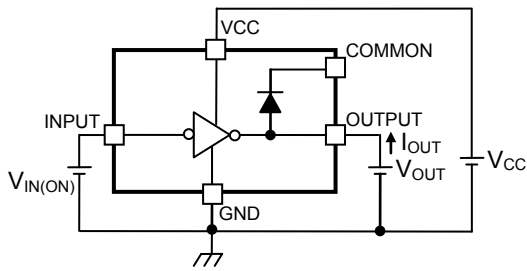 VCC
COMMON
INPUT
OUTPUT
IOUT
VIN(ON)
VOUT
VCC
GND